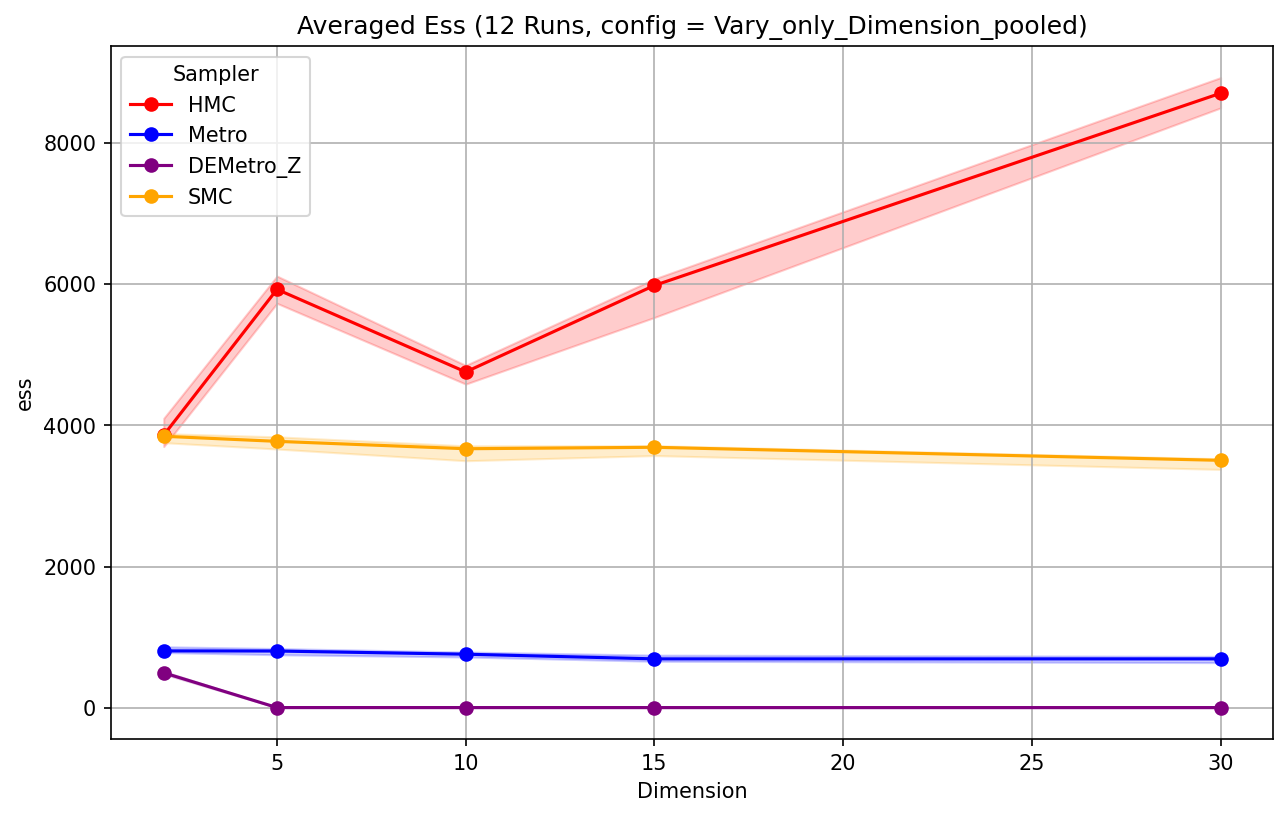 Averaged Ess (12 Runs, config = Vary_only_Dimension_pooled)
Sampler
HMC
Metro
DEMetro_Z
SMC
ess
8000
6000
4000
2000
0
5 10 15 20 25 30
Dimension